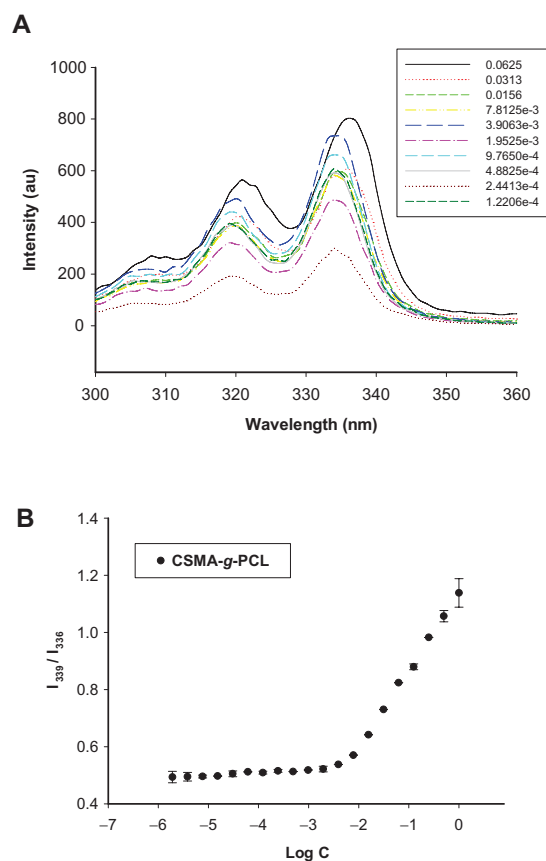 A
1000
800
600
400
200
0
Intensity (au)
300 310 320 330 340 350 360
Wavelength (nm)
0.0625
0.0313
0.0156
7.8125e-3
3.9063e-3
1.9525e-3
9.7650e-4
4.8825e-4
2.4413e-4
1.2206e-4
B
1.4
1.2
1.0
0.8
0.6
0.4
I339 / I336
CSMA-g-PCL
−7 −6 −5 −4 −3 −2 −1 0
Log C